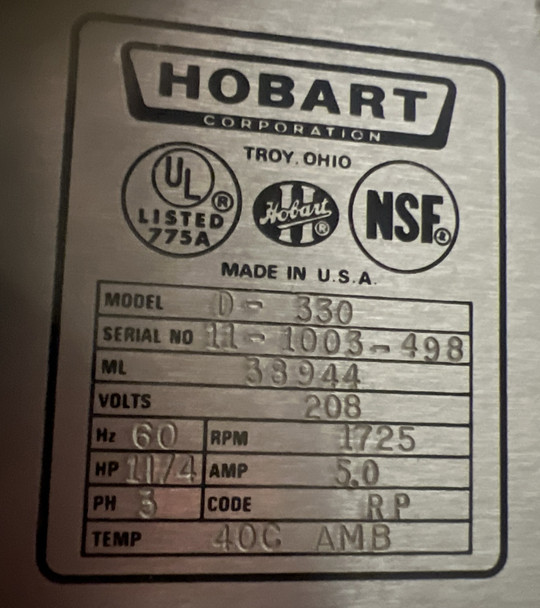 HOBART
CORPORATION
TROY, OHIO
UL®
LISTED
775A
H
Hobart
®
NSF®
MADE IN U.S.A.
MODEL D- 330
SERIAL NO 11-1003-498
ML 38944
VOLTS 208
Hz 60 RPM 1725
HP 11/4 AMP 5.0
PH 3 CODE RP
TEMP 40C AMB